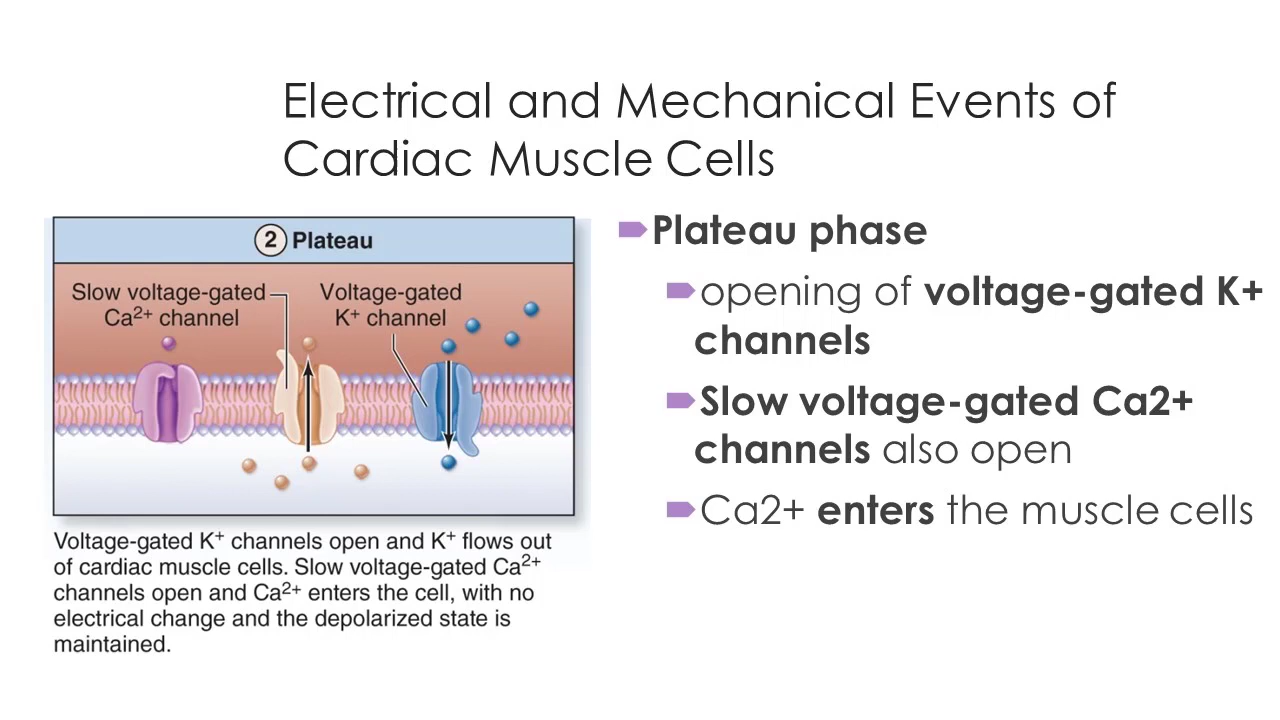 Electrical and Mechanical Events of
Cardiac Muscle Cells
2 Plateau
Slow voltage-gated
Ca2+ channel
Voltage-gated
K+ channel
Voltage-gated K+ channels open and K+ flows out
of cardiac muscle cells. Slow voltage-gated Ca2+
channels open and Ca2+ enters the cell, with no
electrical change and the depolarized state is
maintained.
Plateau phase
opening of voltage-gated K+
channels
Slow voltage-gated Ca2+
channels also open
Ca2+ enters the muscle cells